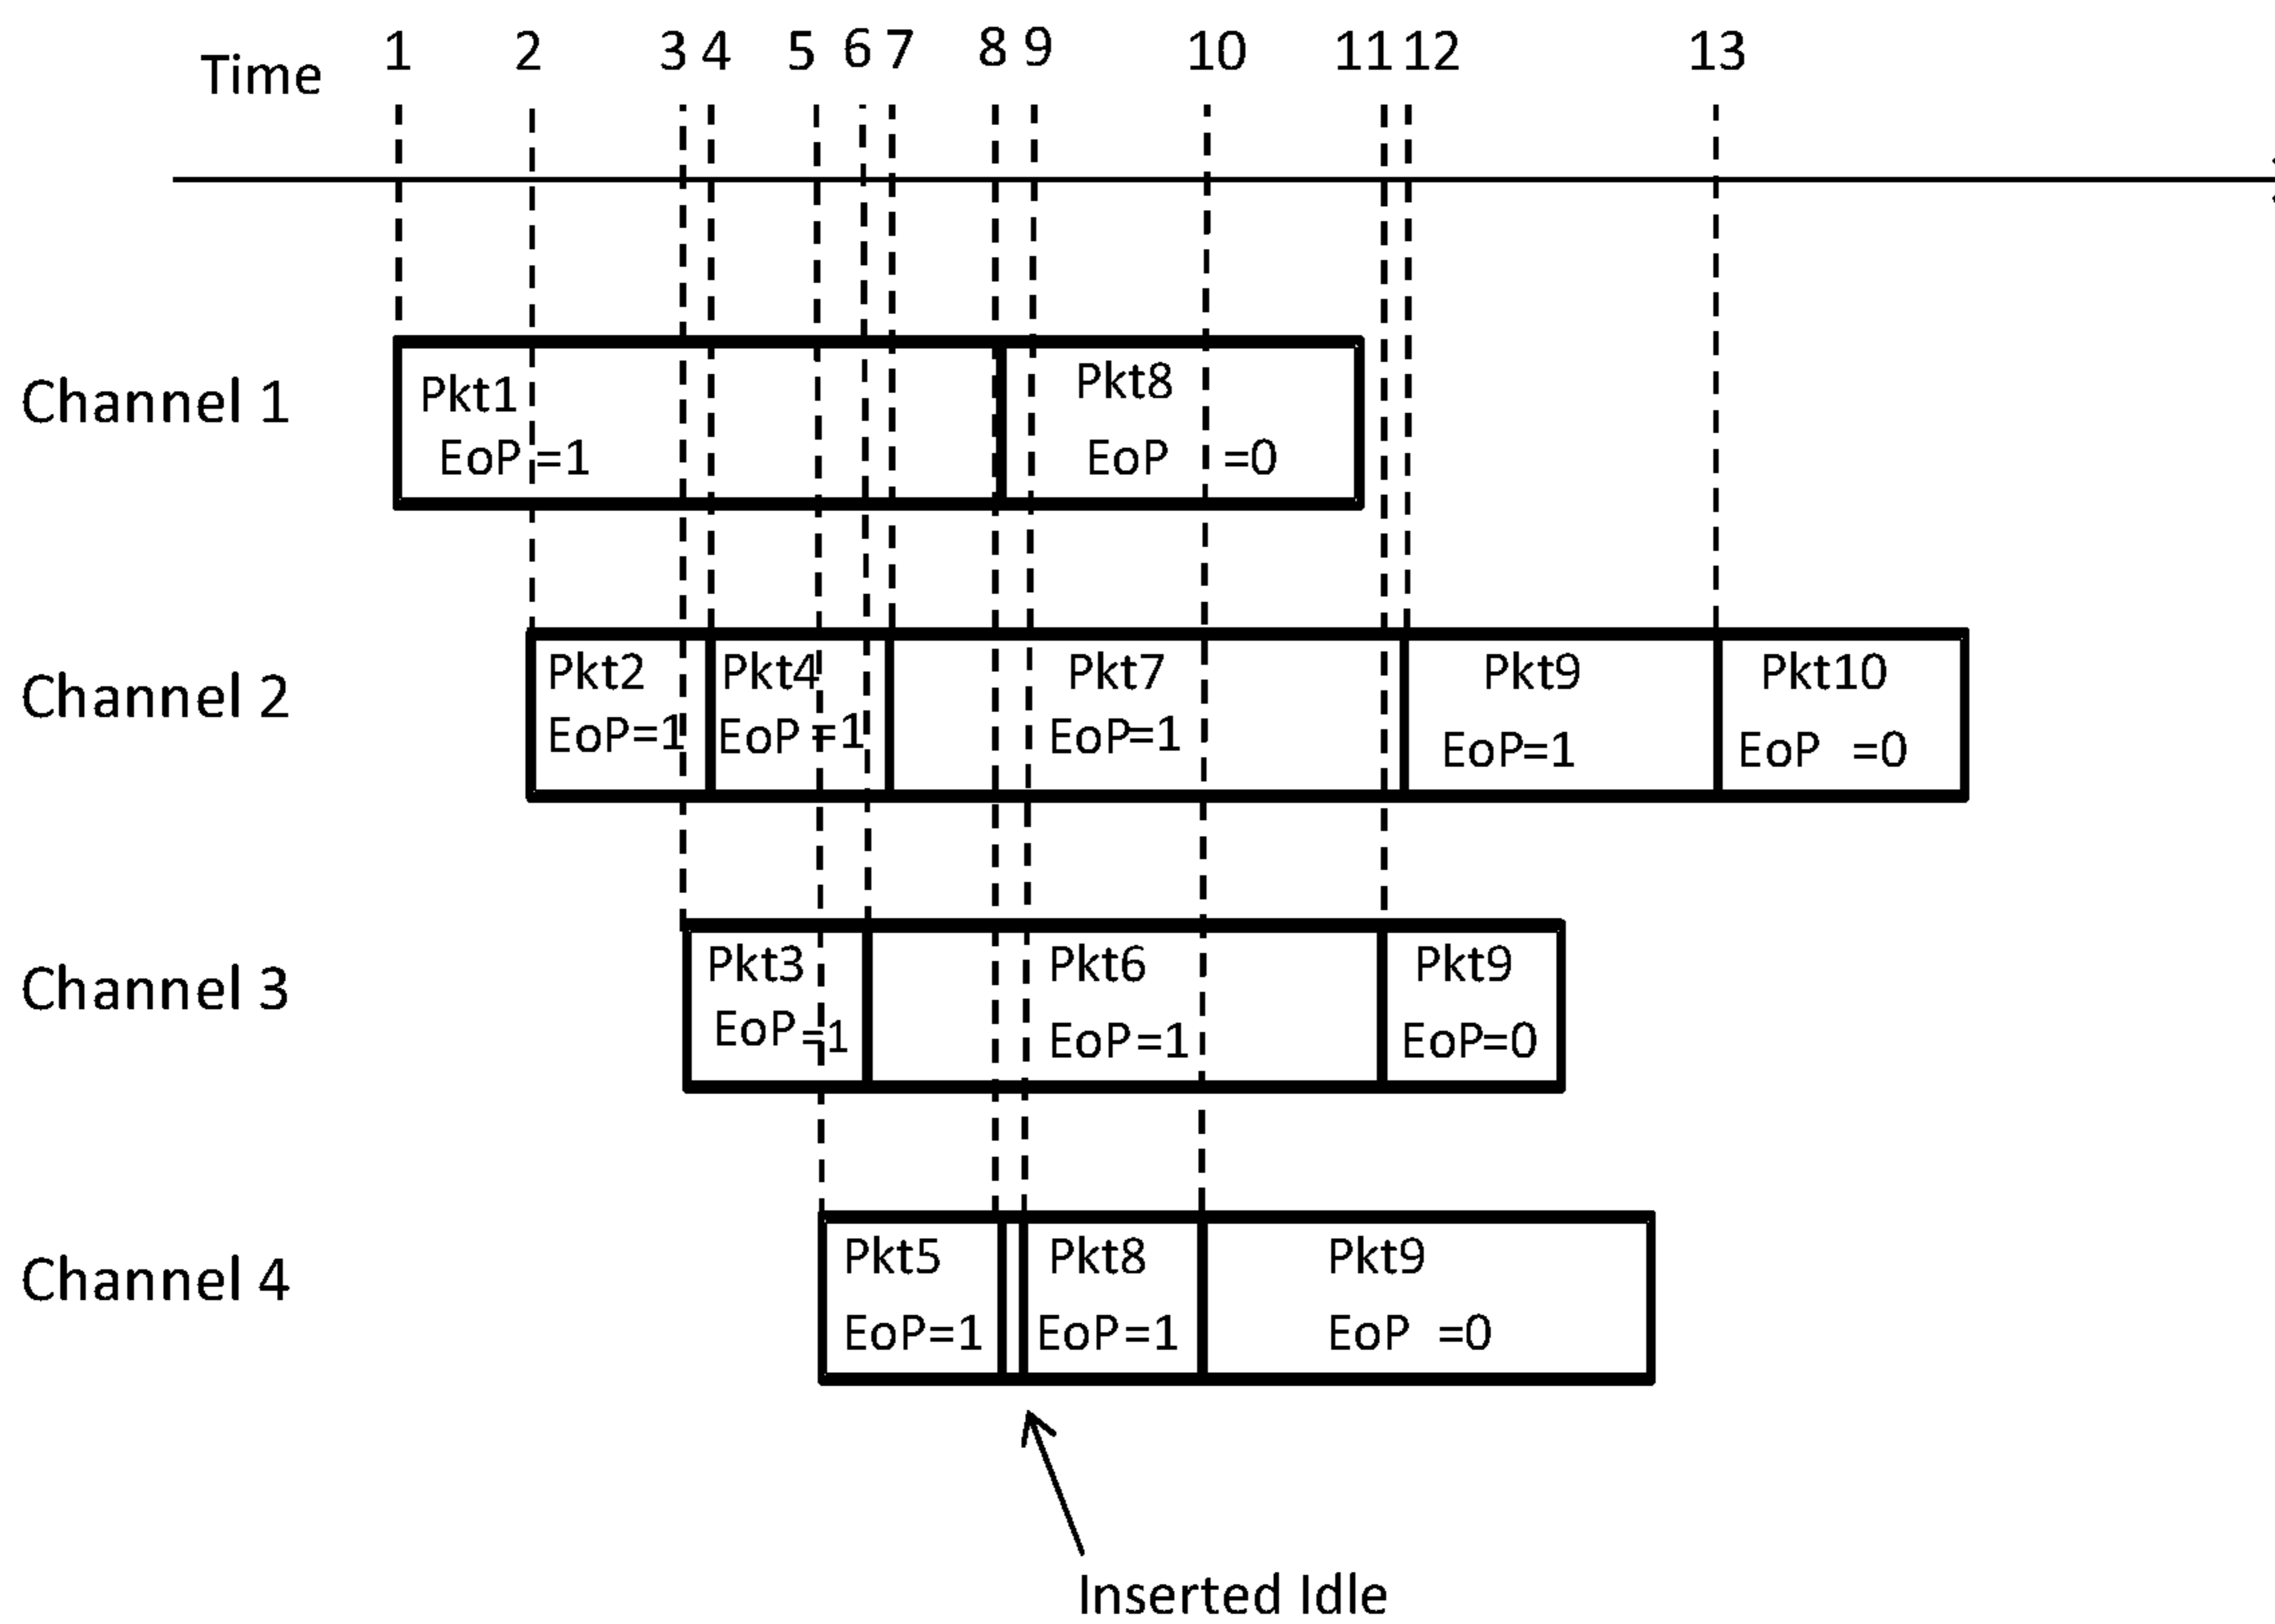 Time 1 2 3 4 5 6 7 8 9 10 11 12 13
Channel 1
Pkt1
EoP =1
Pkt8
EoP =0
Channel 2
Pkt2
EoP=1
Pkt4
EoP =1
Pkt7
EoP=1
Pkt9
EoP=1
Pkt10
EoP =0
Channel 3
Pkt3
EoP =1
Pkt6
EoP=1
Pkt9
EoP=0
Channel 4
Pkt5
EoP=1
Pkt8
EoP=1
Pkt9
EoP =0
Inserted Idle